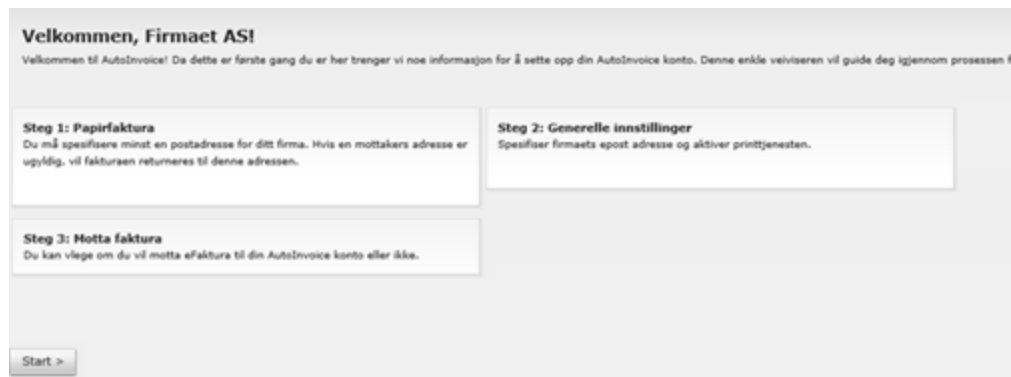 Velkommen, Firmaet AS!
Velkommen til AutoInvoice! Da dette er første gang du er her trenger vi noe informasjon for å sette opp din AutoInvoice konto. Denne enkle veiviseren vil guide deg igjennom prosessen f
Steg 1: Papirfaktura
Du må spesifisere minst en postadresse for ditt firma. Hvis en mottakers adresse er
ugyldig, vil fakturaen returneres til denne adressen.
Steg 2: Generelle innstillinger
Spesifiser firmaets epost adresse og aktiver printtjenesten.
Steg 3: Motta faktura
Du kan vlege om du vil motta eFaktura til din AutoInvoice konto eller ikke.
Start >